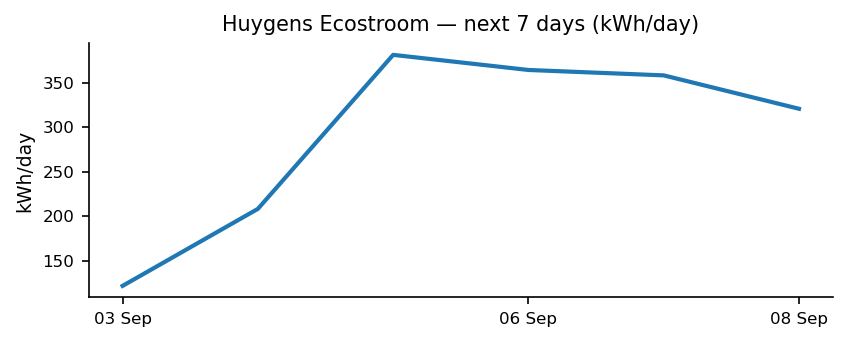 Huygens Ecostroom — next 7 days (kWh/day)
kWh/day
350
300
250
200
150
03 Sep
06 Sep
08 Sep